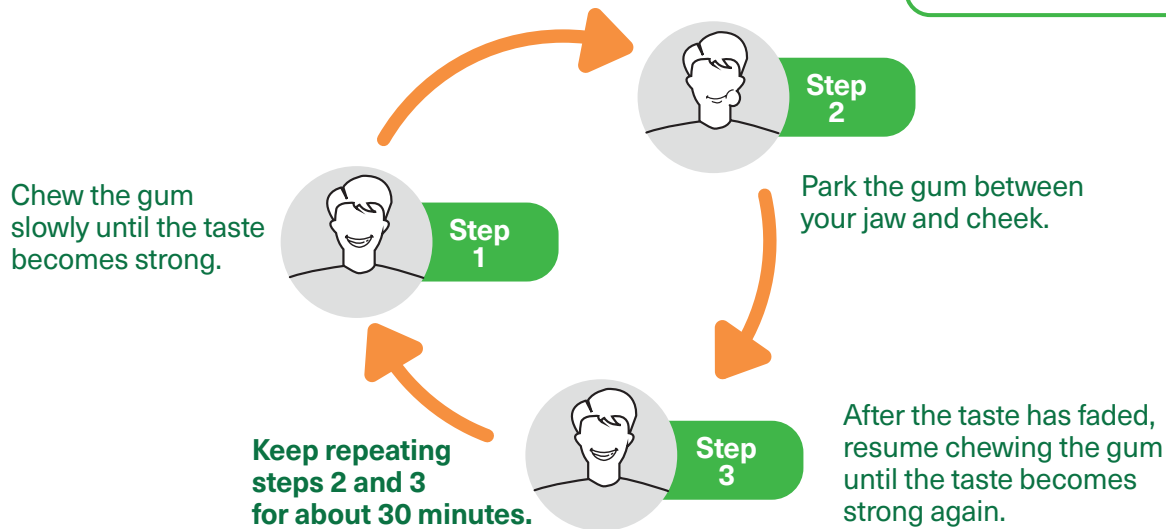 Step
1
Chew the gum
slowly until the taste
becomes strong.
Step
2
Park the gum between
your jaw and cheek.
Step
3
After the taste has faded,
resume chewing the gum
until the taste becomes
strong again.
Keep repeating
steps 2 and 3
for about 30 minutes.